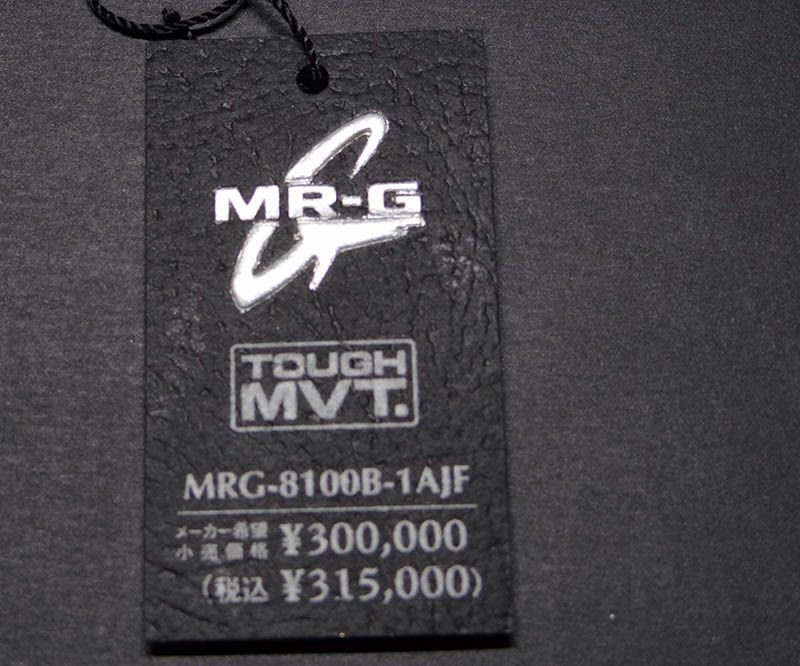 MR-G
TOUGH
MVT.
MRG-8100B-1AJF
メーカー希望
小売価格 ¥300,000
(税込 ¥315,000)